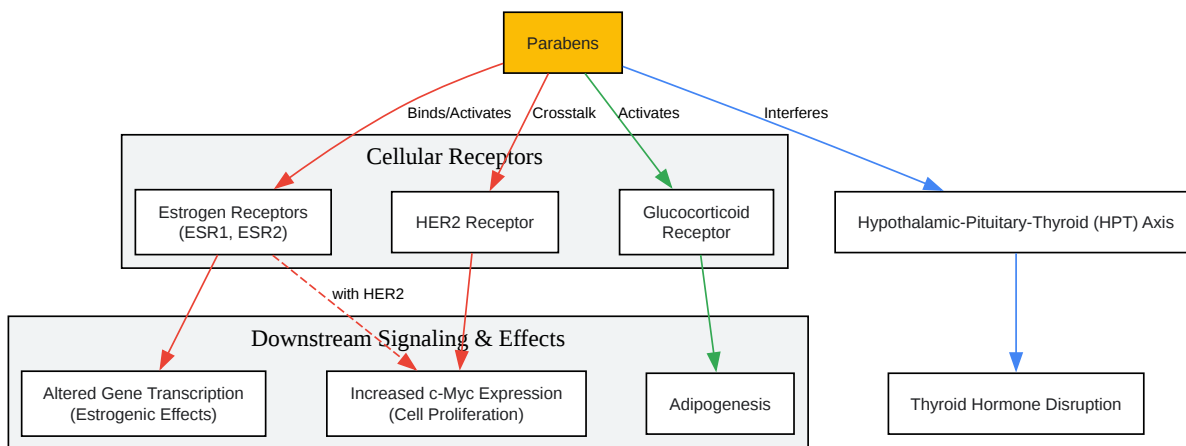 Parabens
Binds/Activates
Crosstalk
Activates
Interferes
Cellular Receptors
Estrogen Receptors
(ESR1, ESR2)
HER2 Receptor
Glucocorticoid
Receptor
Hypothalamic-Pituitary-Thyroid (HPT) Axis
with HER2
Downstream Signaling & Effects
Altered Gene Transcription
(Estrogenic Effects)
Increased c-Myc Expression
(Cell Proliferation)
Adipogenesis
Thyroid Hormone Disruption